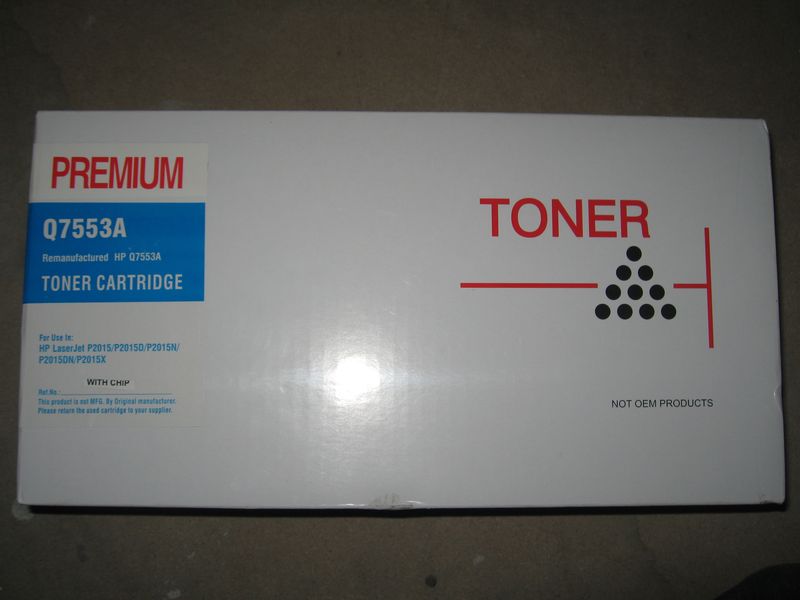 PREMIUM
Q7553A
Remanufactured HP Q7553A
TONER CARTRIDGE
For Use In:
HP LaserJet P2015/P2015D/P2015N/
P2015DN/P2015X
WITH CHIP
Ref No.:
This product is not MFG. By Original manufacturer.
Please return the used cartridge to your supplier.
TONER
NOT OEM PRODUCTS